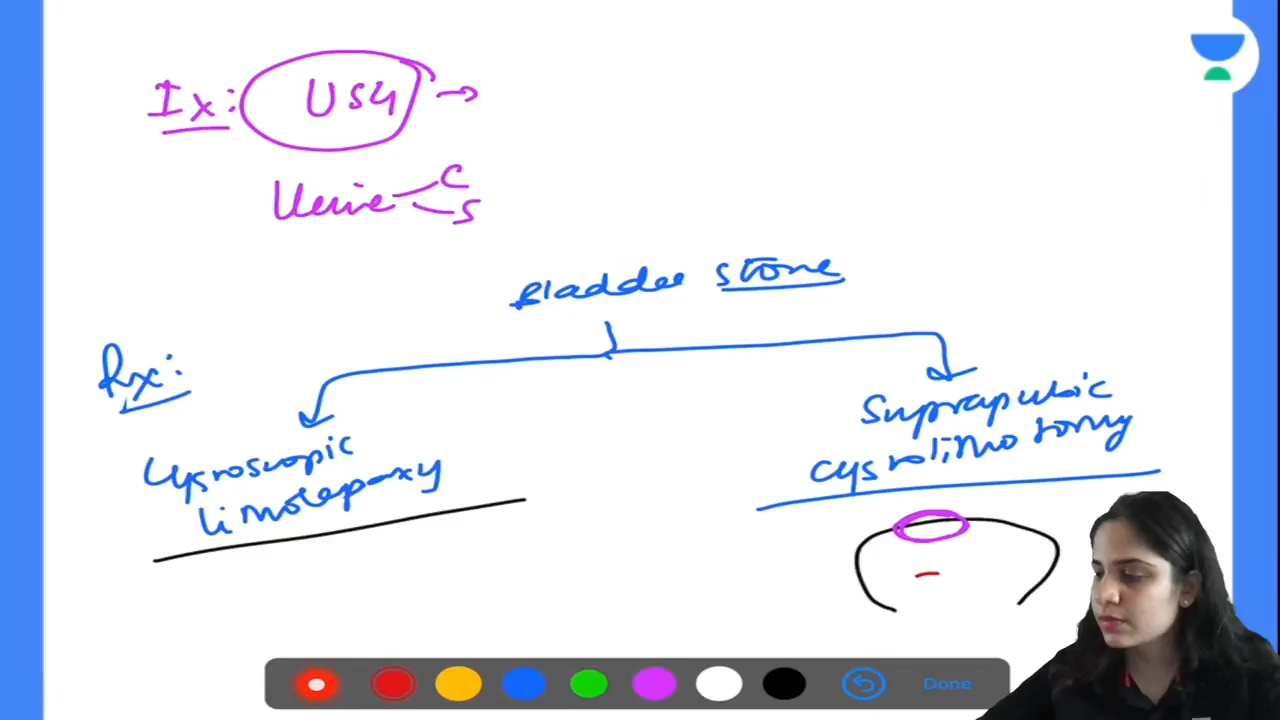 Ix: USG →
Urine C
S
Bladder stone
Rx:
Cystoscopic
litholapaxy
Suprapubic
cystolithotomy
Done